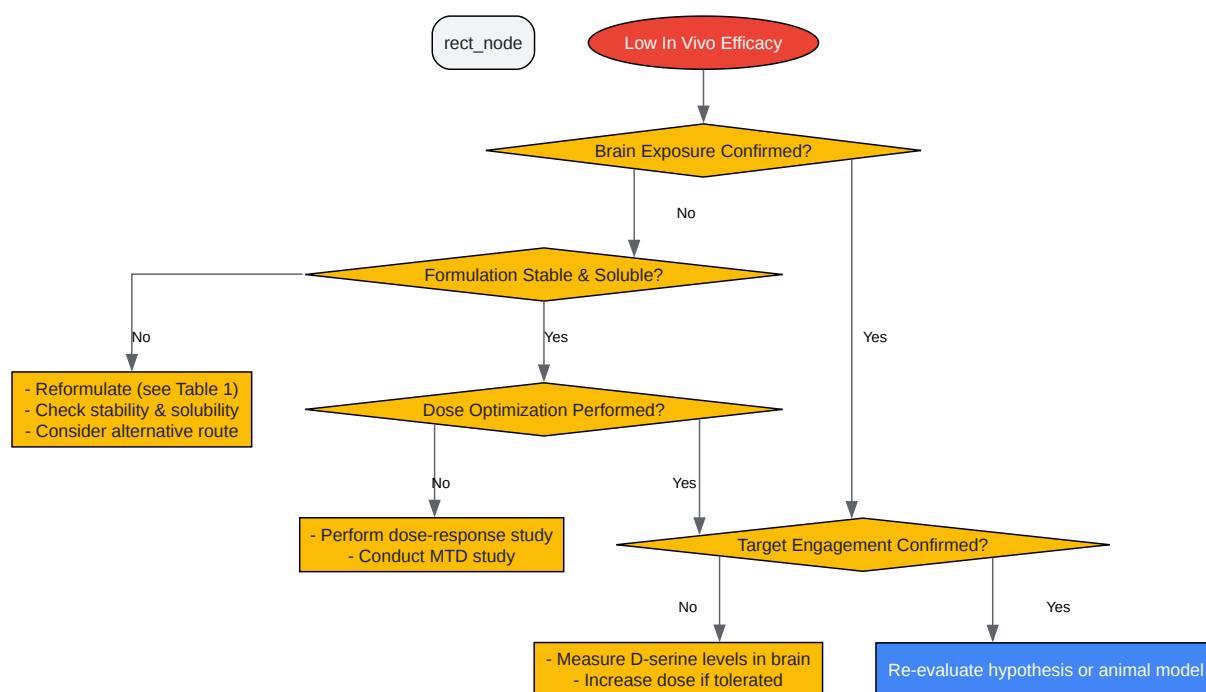 rect_node
Low In Vivo Efficacy
Brain Exposure Confirmed?
No
Formulation Stable & Soluble?
No
Yes
Yes
- Reformulate (see Table 1)
- Check stability & solubility
- Consider alternative route
Dose Optimization Performed?
No
Yes
- Perform dose-response study
- Conduct MTD study
Target Engagement Confirmed?
No
Yes
- Measure D-serine levels in brain
- Increase dose if tolerated
Re-evaluate hypothesis or animal model